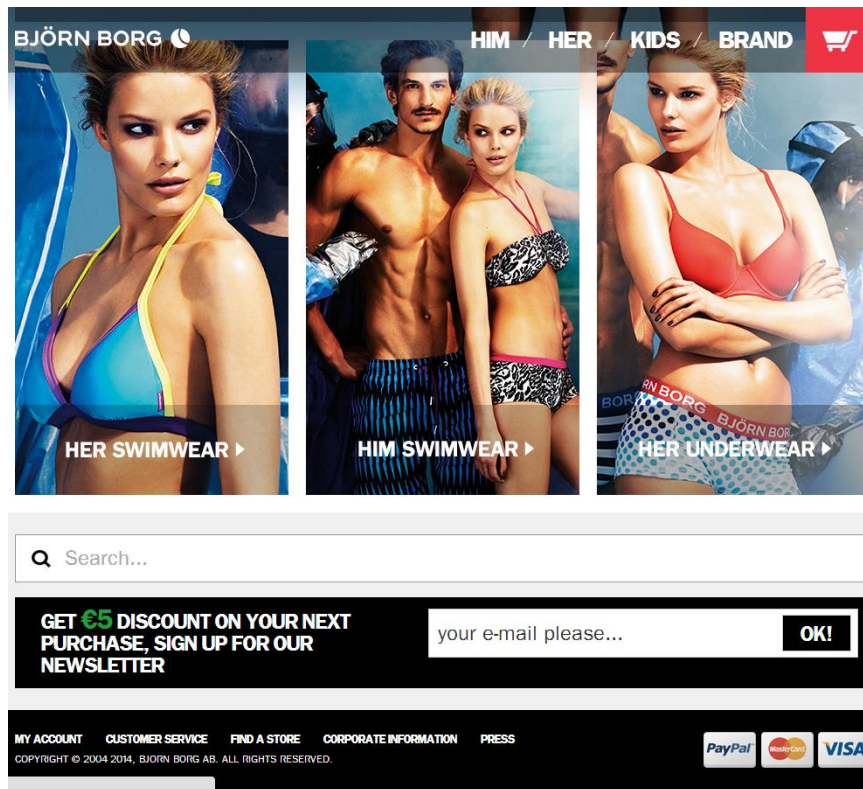 BJÖRN BORG
HIM / HER / KIDS / BRAND
HER SWIMWEAR
HIM SWIMWEAR
BORG
BJÖRN BOR
HER UNDERWEAR
Search...
GET €5 DISCOUNT ON YOUR NEXT
PURCHASE, SIGN UP FOR OUR
NEWSLETTER
your e-mail please...
OK!
MY ACCOUNT CUSTOMER SERVICE FIND A STORE CORPORATE INFORMATION PRESS
COPYRIGHT © 2004 2014, BJORN BORG AB. ALL RIGHTS RESERVED.
PayPal MasterCard VISA